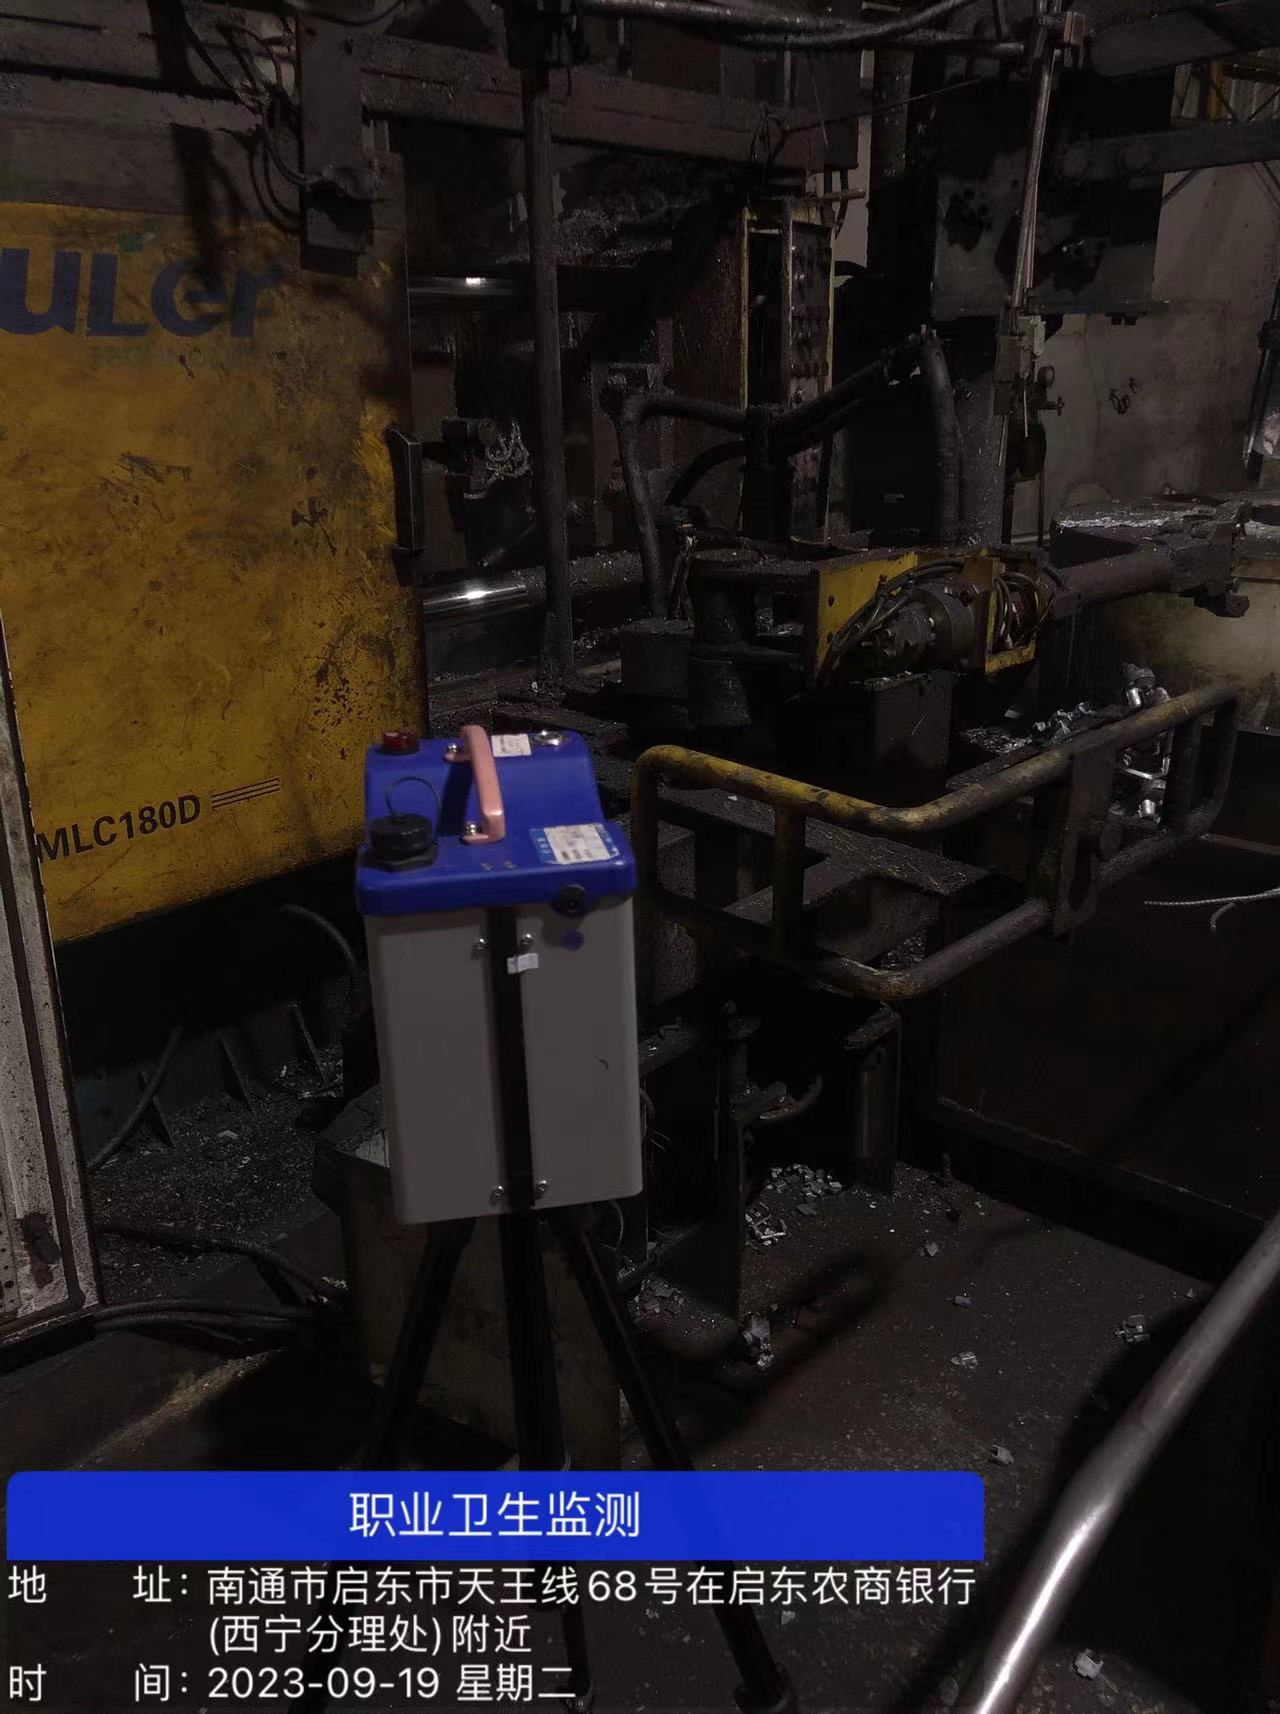 uLer
MLC180D
职业卫生监测
地 址：南通市启东市天王线68号在启东农商银行
(西宁分理处)附近
时 间：2023-09-19 星期二